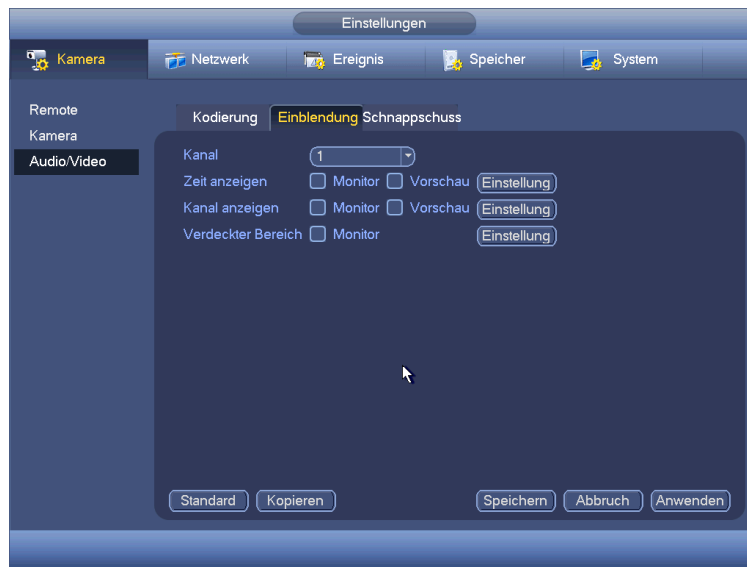 Einstellungen
Kamera Netzwerk Ereignis Speicher System
Remote
Kamera
Audio/Video
Kodierung Einblendung Schnappschuss
Kanal 1
Zeit anzeigen Monitor Vorschau Einstellung
Kanal anzeigen Monitor Vorschau Einstellung
Verdeckter Bereich Monitor Einstellung
Standard Kopieren Speichern Abbruch Anwenden